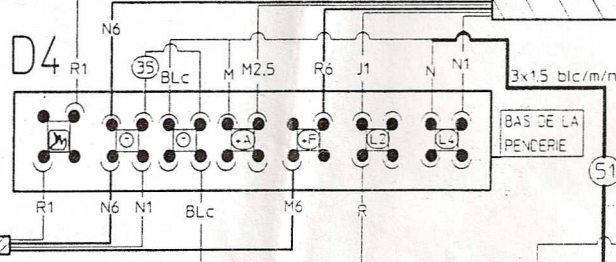 D4
N6
R1
35
BLc
M
M2,5
R6
J1
N
N1
3x1,5 blc/m/n
+A
+F
L2
L4
BAS DE LA
PENDERIE
51
R1
N6
N1
BLc
M6
R